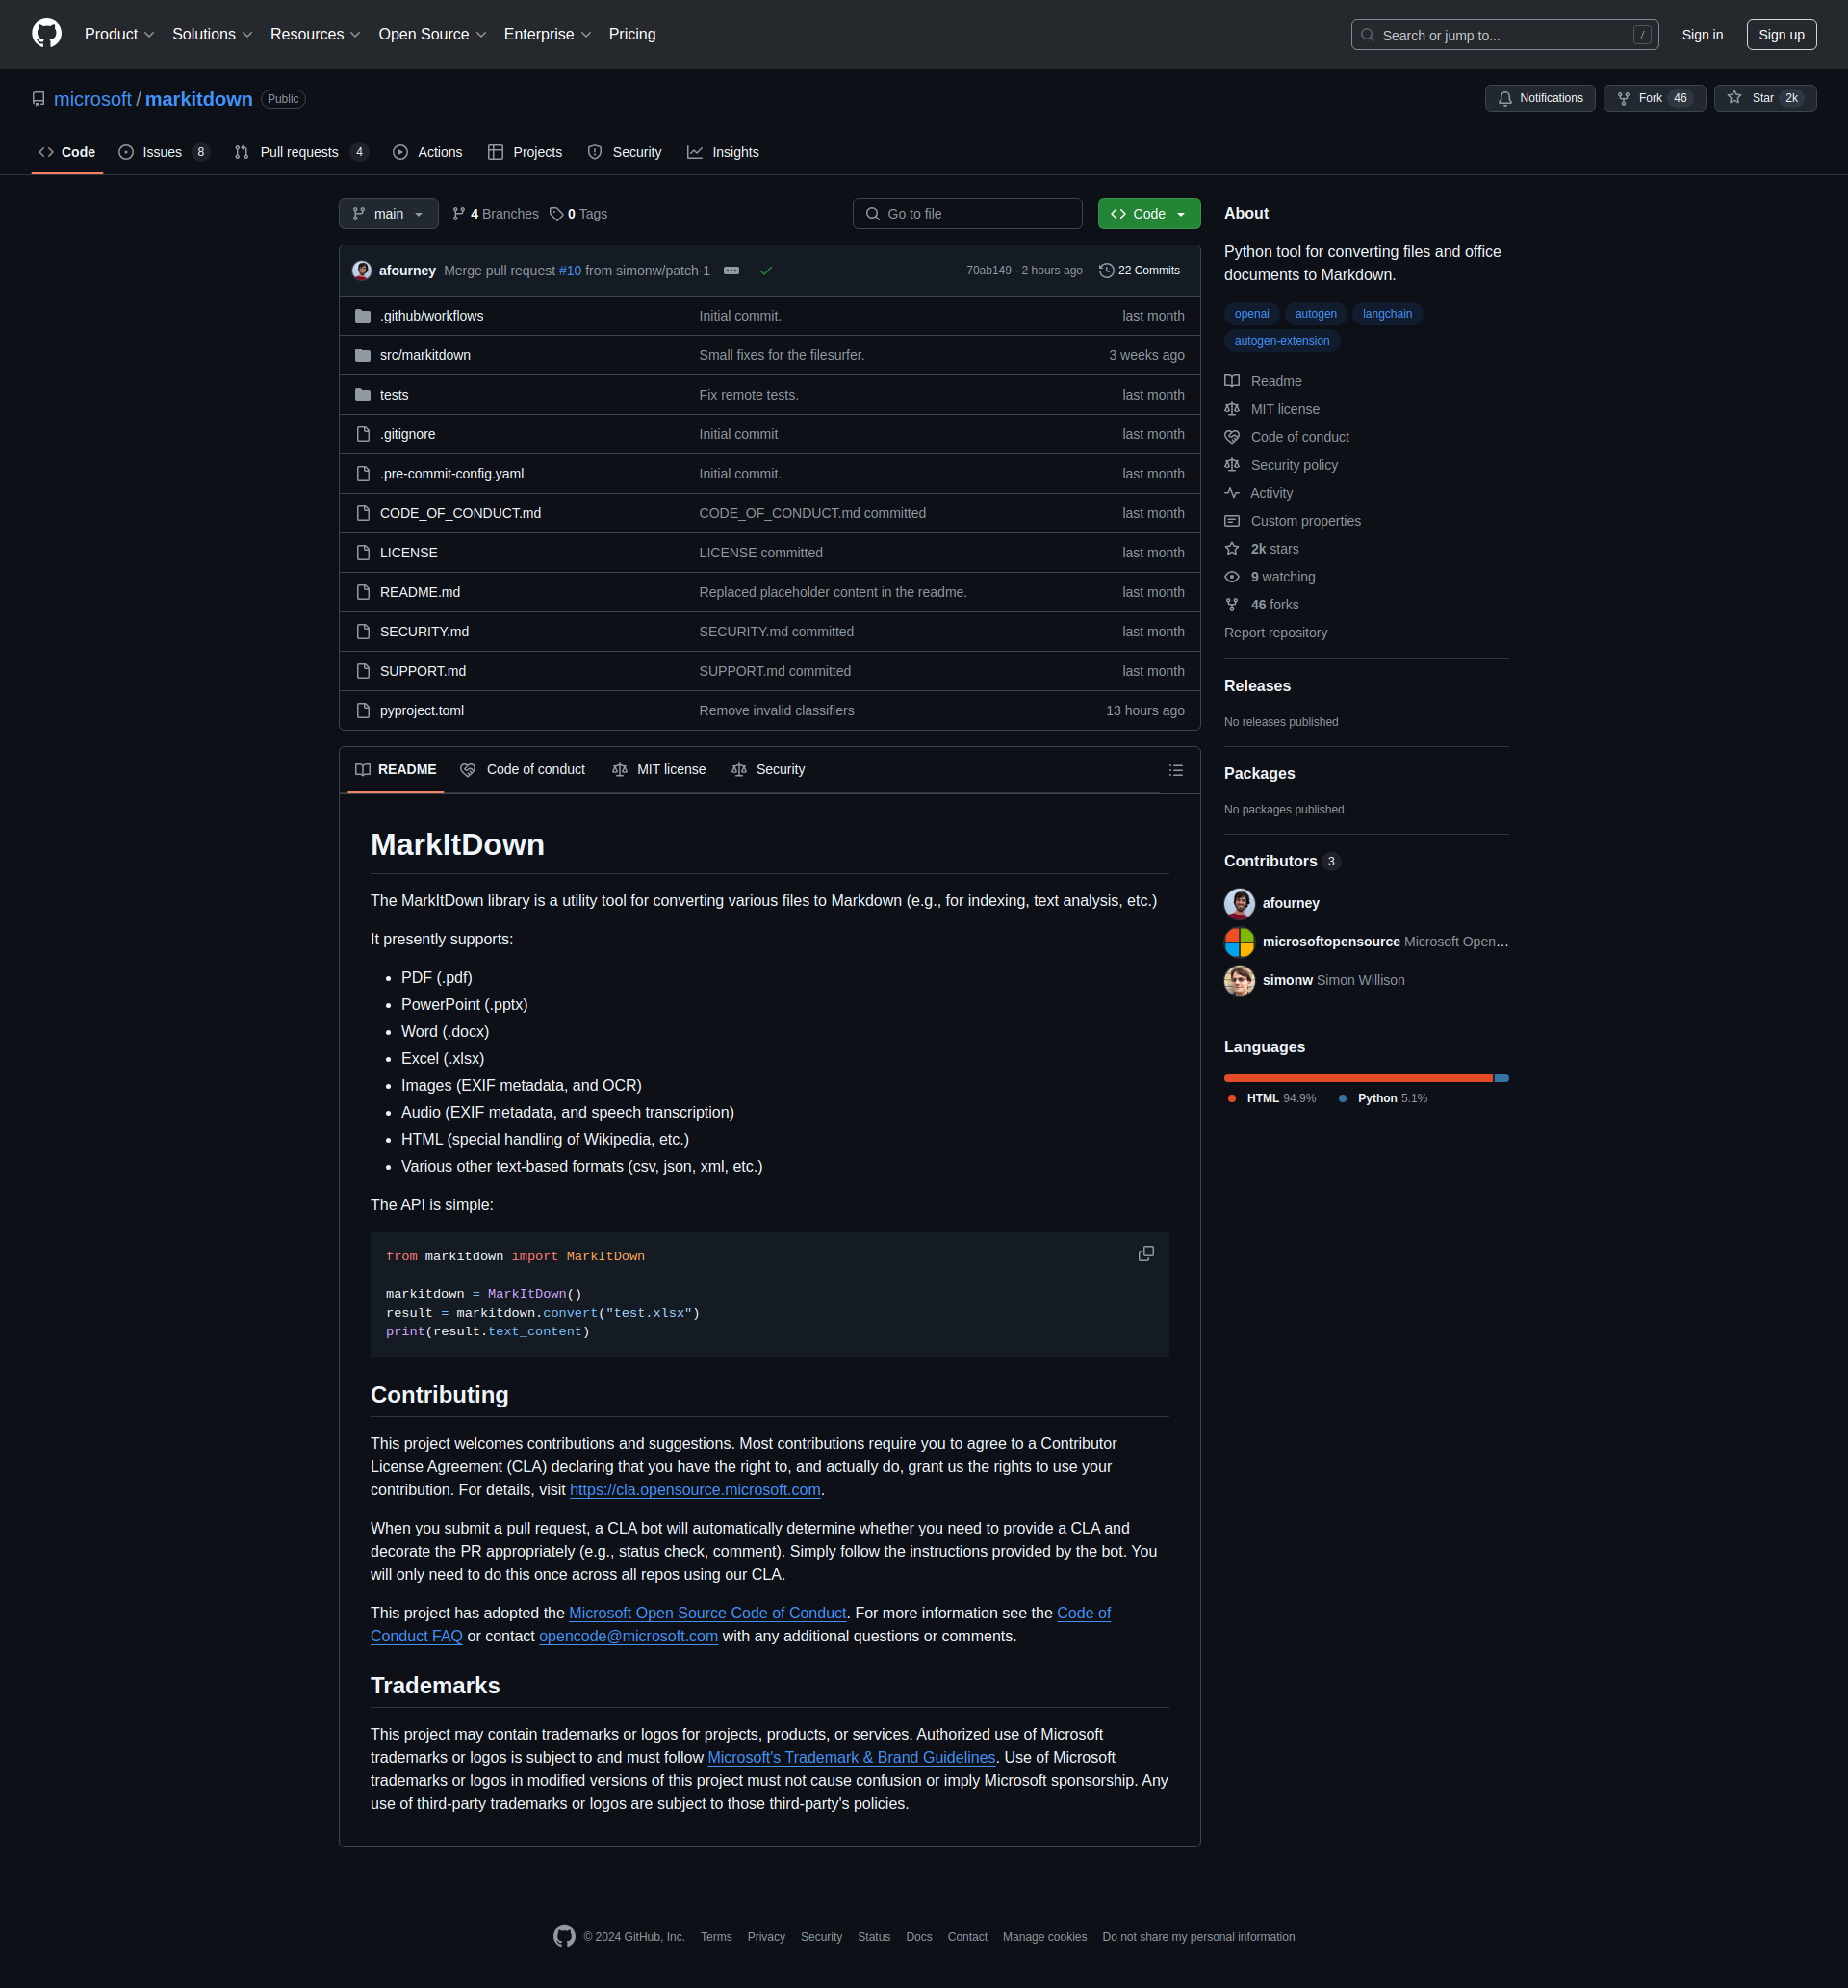 Product Solutions Resources Open Source Enterprise Pricing
Search or jump to... /
Sign in
Sign up
microsoft / markitdown Public
Notifications
Fork 46
Star 2k
Code
Issues 8
Pull requests 4
Actions
Projects
Security
Insights
main
4 Branches
0 Tags
Go to file
Code
afourney Merge pull request #10 from simonw/patch-1
70ab149 · 2 hours ago
22 Commits
.github/workflows Initial commit. last month
src/markitdown Small fixes for the filesurfer. 3 weeks ago
tests Fix remote tests. last month
.gitignore Initial commit last month
.pre-commit-config.yaml Initial commit. last month
CODE_OF_CONDUCT.md CODE_OF_CONDUCT.md committed last month
LICENSE LICENSE committed last month
README.md Replaced placeholder content in the readme. last month
SECURITY.md SECURITY.md committed last month
SUPPORT.md SUPPORT.md committed last month
pyproject.toml Remove invalid classifiers 13 hours ago
README
Code of conduct
MIT license
Security
MarkItDown
The MarkItDown library is a utility tool for converting various files to Markdown (e.g., for indexing, text analysis, etc.)
It presently supports:
• PDF (.pdf)
• PowerPoint (.pptx)
• Word (.docx)
• Excel (.xlsx)
• Images (EXIF metadata, and OCR)
• Audio (EXIF metadata, and speech transcription)
• HTML (special handling of Wikipedia, etc.)
• Various other text-based formats (csv, json, xml, etc.)
The API is simple:
from markitdown import MarkItDown
markitdown = MarkItDown()
result = markitdown.convert("test.xlsx")
print(result.text_content)
Contributing
This project welcomes contributions and suggestions. Most contributions require you to agree to a Contributor
License Agreement (CLA) declaring that you have the right to, and actually do, grant us the rights to use your
contribution. For details, visit https://cla.opensource.microsoft.com.
When you submit a pull request, a CLA bot will automatically determine whether you need to provide a CLA and
decorate the PR appropriately (e.g., status check, comment). Simply follow the instructions provided by the bot. You
will only need to do this once across all repos using our CLA.
This project has adopted the Microsoft Open Source Code of Conduct. For more information see the Code of
Conduct FAQ or contact opencode@microsoft.com with any additional questions or comments.
Trademarks
This project may contain trademarks or logos for projects, products, or services. Authorized use of Microsoft
trademarks or logos is subject to and must follow Microsoft's Trademark & Brand Guidelines. Use of Microsoft
trademarks or logos in modified versions of this project must not cause confusion or imply Microsoft sponsorship. Any
use of third-party trademarks or logos are subject to those third-party's policies.
About
Python tool for converting files and office
documents to Markdown.
openai autogen langchain
autogen-extension
Readme
MIT license
Code of conduct
Security policy
Activity
Custom properties
2k stars
9 watching
46 forks
Report repository
Releases
No releases published
Packages
No packages published
Contributors 3
afourney
microsoftopensource Microsoft Open...
simonw Simon Willison
Languages
HTML 94.9% Python 5.1%
© 2024 GitHub, Inc. Terms Privacy Security Status Docs Contact Manage cookies Do not share my personal information